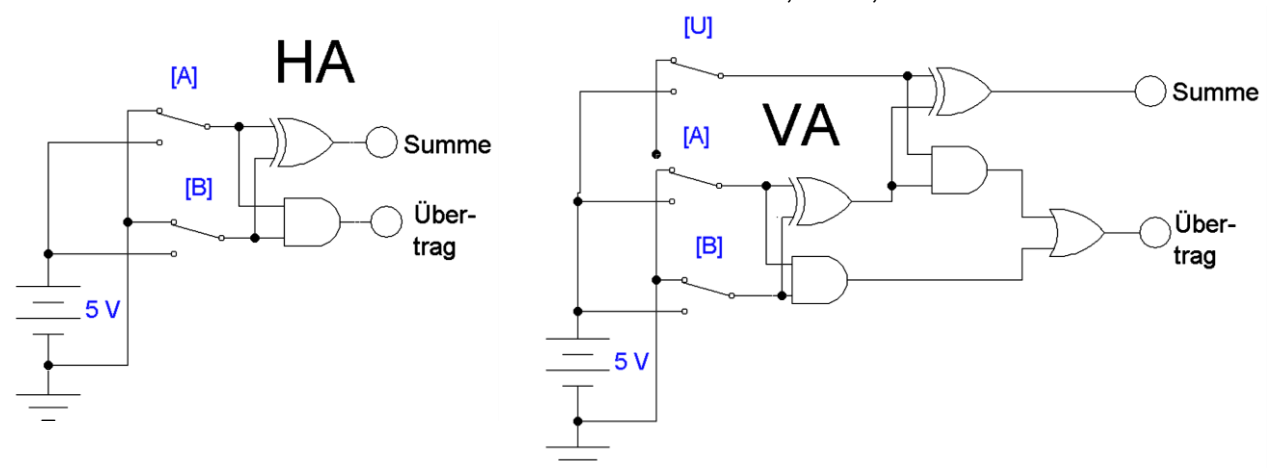 HA
[A]
Summe
[B]
Über-
trag
5 V
[U]
VA
Summe
[A]
[B]
Über-
trag
5 V